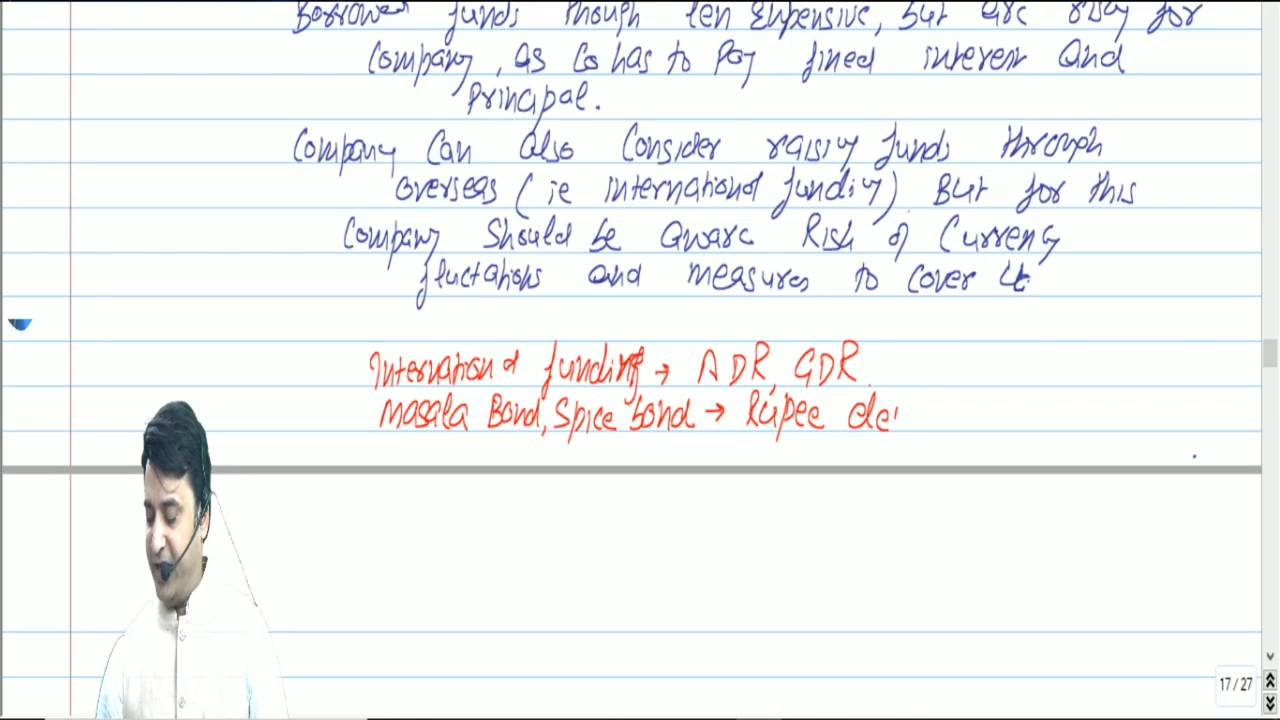 Borrowed funds though less Expensive, but are risky for
Company, as Co has to Pay fixed interest and
Principal.
Company Can also Consider raising funds through
overseas (ie international funding). But for this
Company Should be aware Risk of Currency
fluctations and measures to cover it
International funding → ADR, GDR.
Masala Bond, Spice bond → Rupee de
17 / 27